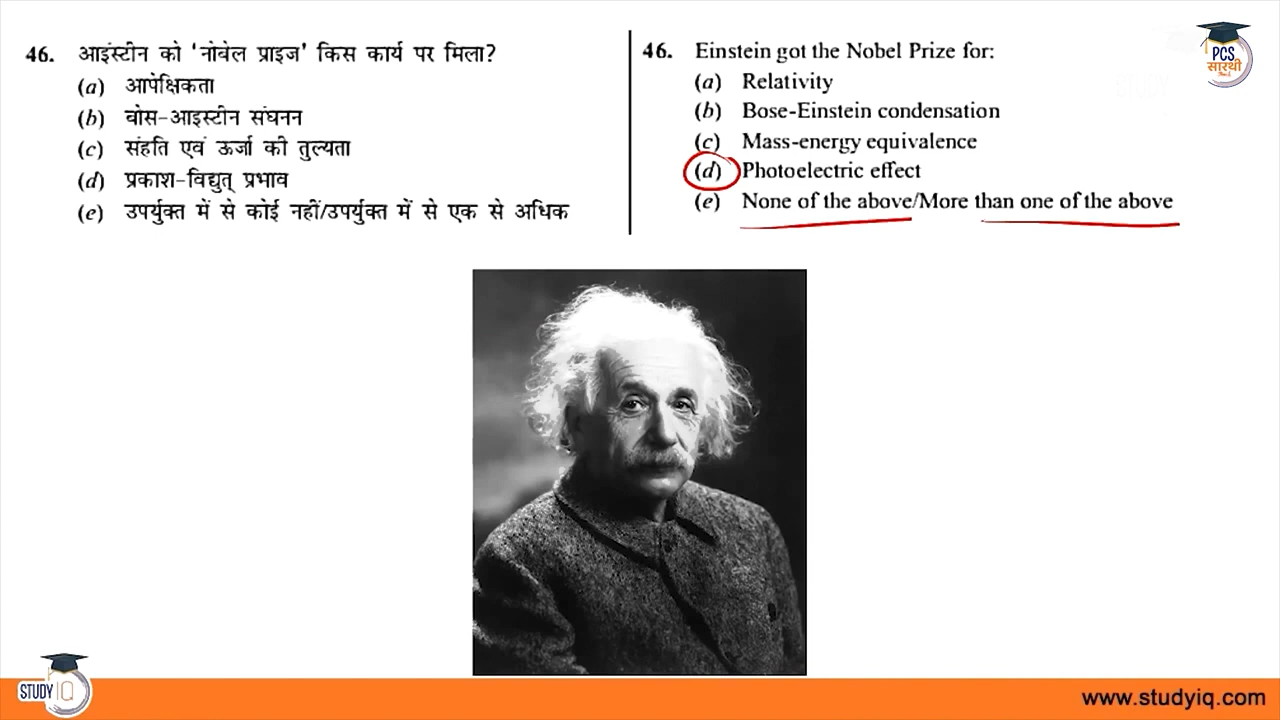 46. आइंस्टीन को 'नोबेल प्राइज' किस कार्य पर मिला?
(a) आपेक्षिकता
(b) बोस-आइस्टीन संघनन
(c) संहति एवं ऊर्जा की तुल्यता
(d) प्रकाश-विद्युत् प्रभाव
(e) उपर्युक्त में से कोई नहीं/उपर्युक्त में से एक से अधिक
46. Einstein got the Nobel Prize for:
(a) Relativity
(b) Bose-Einstein condensation
(c) Mass-energy equivalence
(d) Photoelectric effect
(e) None of the above/More than one of the above
PCS
सारथी
STUDY IQ
www.studyiq.com